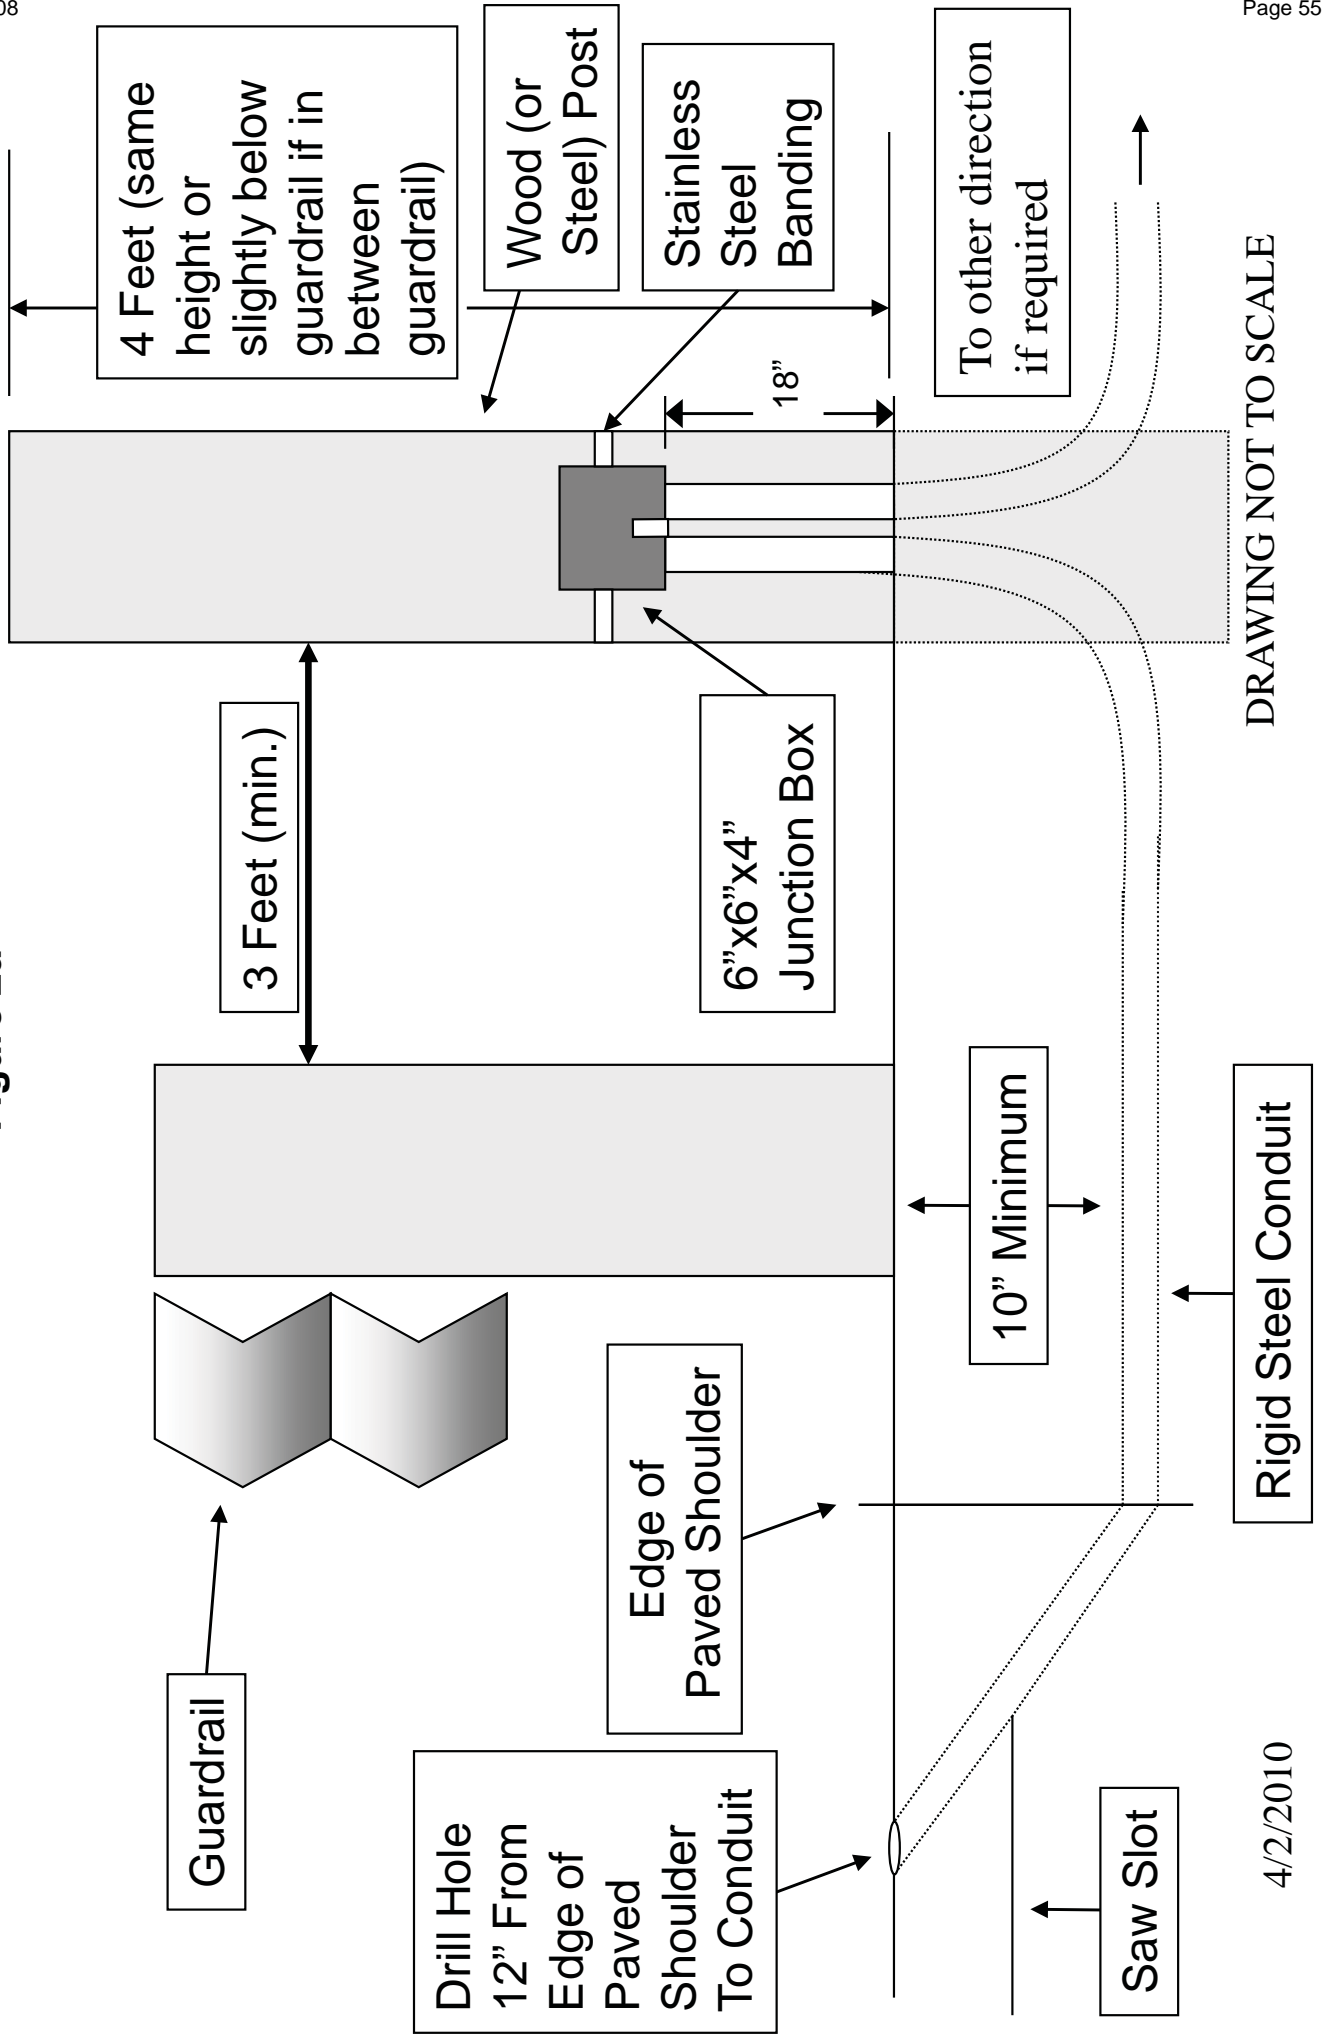 08
Page 55
4 Feet (same
height or
slightly below
guardrail if in
between
guardrail)
Wood (or
Steel) Post
Stainless
Steel
Banding
To other direction
if required
18”
3 Feet (min.)
6”x6”x4”
Junction Box
DRAWING NOT TO SCALE
10” Minimum
Rigid Steel Conduit
Edge of
Paved Shoulder
Guardrail
Drill Hole
12” From
Edge of
Paved
Shoulder
To Conduit
Saw Slot
4/2/2010